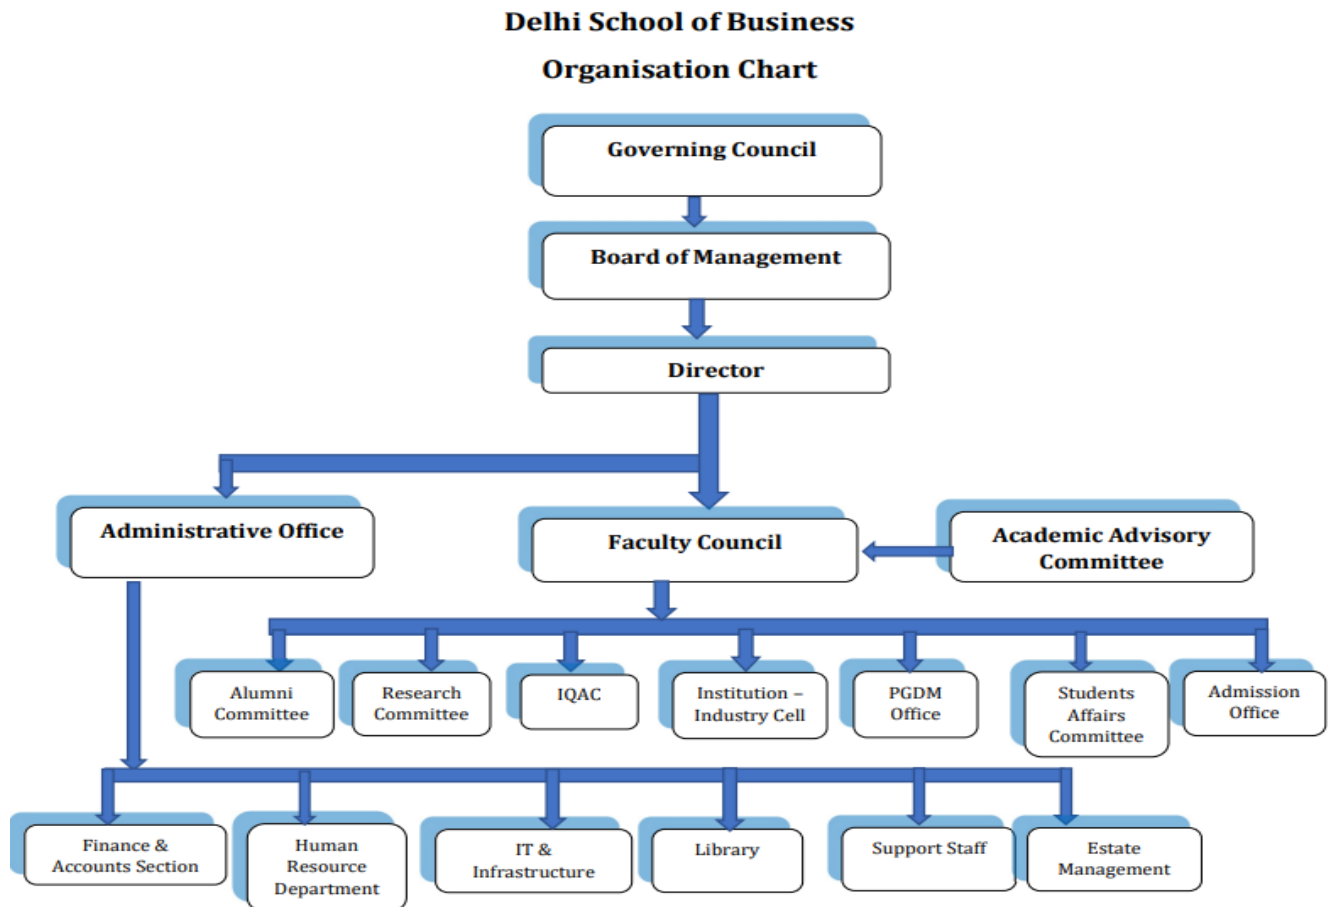 Delhi School of Business
Organisation Chart
Governing Council
Board of Management
Director
Administrative Office
Faculty Council
Academic Advisory
Committee
Alumni
Committee
Research
Committee
IQAC
Institution –
Industry Cell
PGDM
Office
Students
Affairs
Committee
Admission
Office
Finance &
Accounts Section
Human
Resource
Department
IT &
Infrastructure
Library
Support Staff
Estate
Management